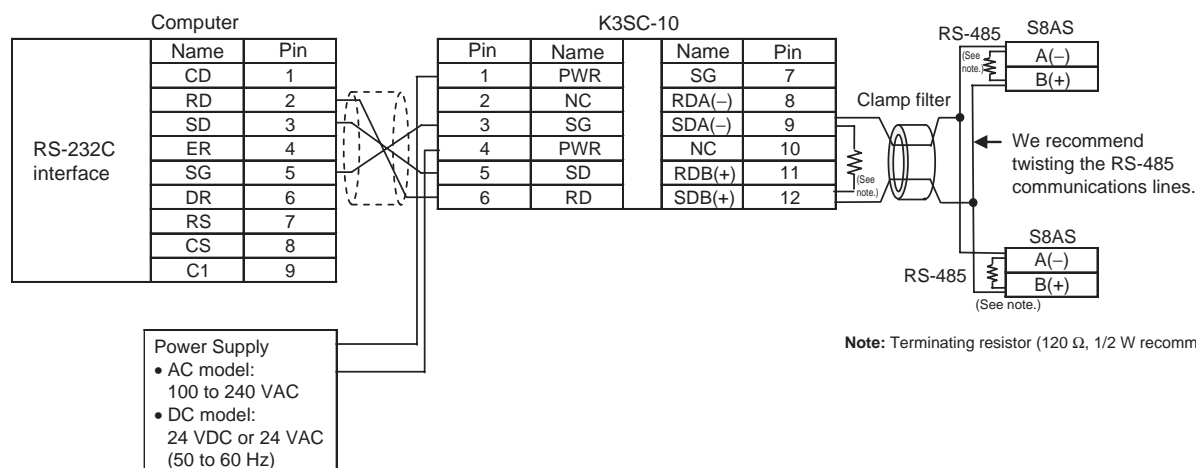 Computer
Name Pin
CD 1
RD 2
SD 3
ER 4
SG 5
DR 6
RS 7
CS 8
C1 9
RS-232C
interface
K3SC-10
Pin Name Name Pin
1 PWR SG 7
2 NC RDA(−) 8
3 SG SDA(−) 9
4 PWR NC 10
5 SD RDB(+) 11
6 RD SDB(+) 12
(See
note.)
Clamp filter
RS-485
S8AS
A(−)
B(+)
(See
note.)
We recommend
twisting the RS-485
communications lines.
S8AS
A(−)
B(+)
RS-485
(See note.)
Note: Terminating resistor (120 Ω, 1/2 W recomm
Power Supply
• AC model:
100 to 240 VAC
• DC model:
24 VDC or 24 VAC
(50 to 60 Hz)